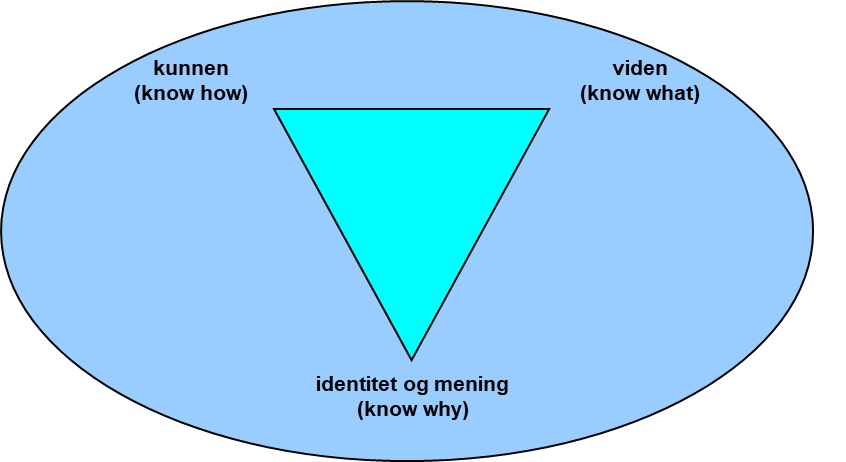 kunnen
(know how)
viden
(know what)
identitet og mening
(know why)